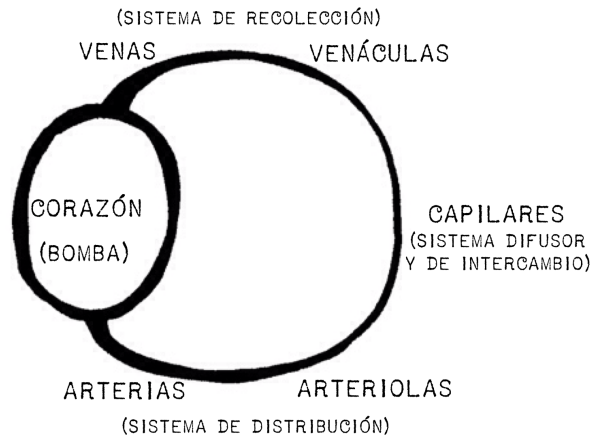 (SISTEMA DE RECOLECCIÓN)
VENAS VENÁCULAS
CORAZÓN
(BOMBA)
CAPILARES
(SISTEMA DIFUSOR
Y DE INTERCAMBIO)
ARTERIAS ARTERIOLAS
(SISTEMA DE DISTRIBUCIÓN)